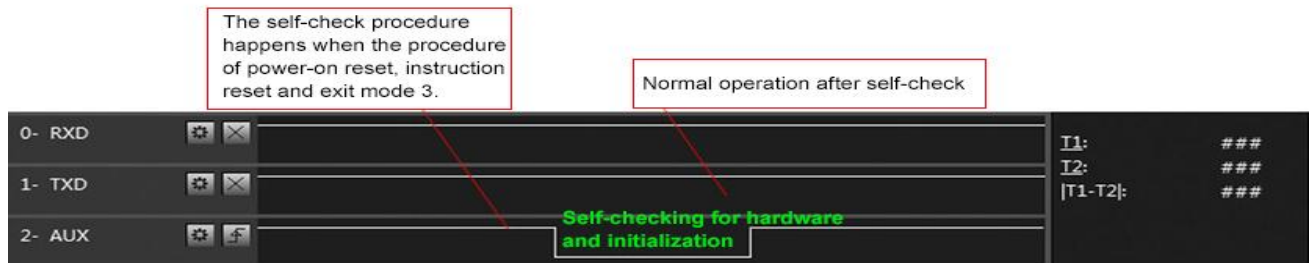 The self-check procedure
happens when the procedure
of power-on reset, instruction
reset and exit mode 3.
Normal operation after self-check
0- RXD
1- TXD
2- AUX
Self-checking for hardware
and initialization
T1: ###
T2: ###
|T1-T2|: ###